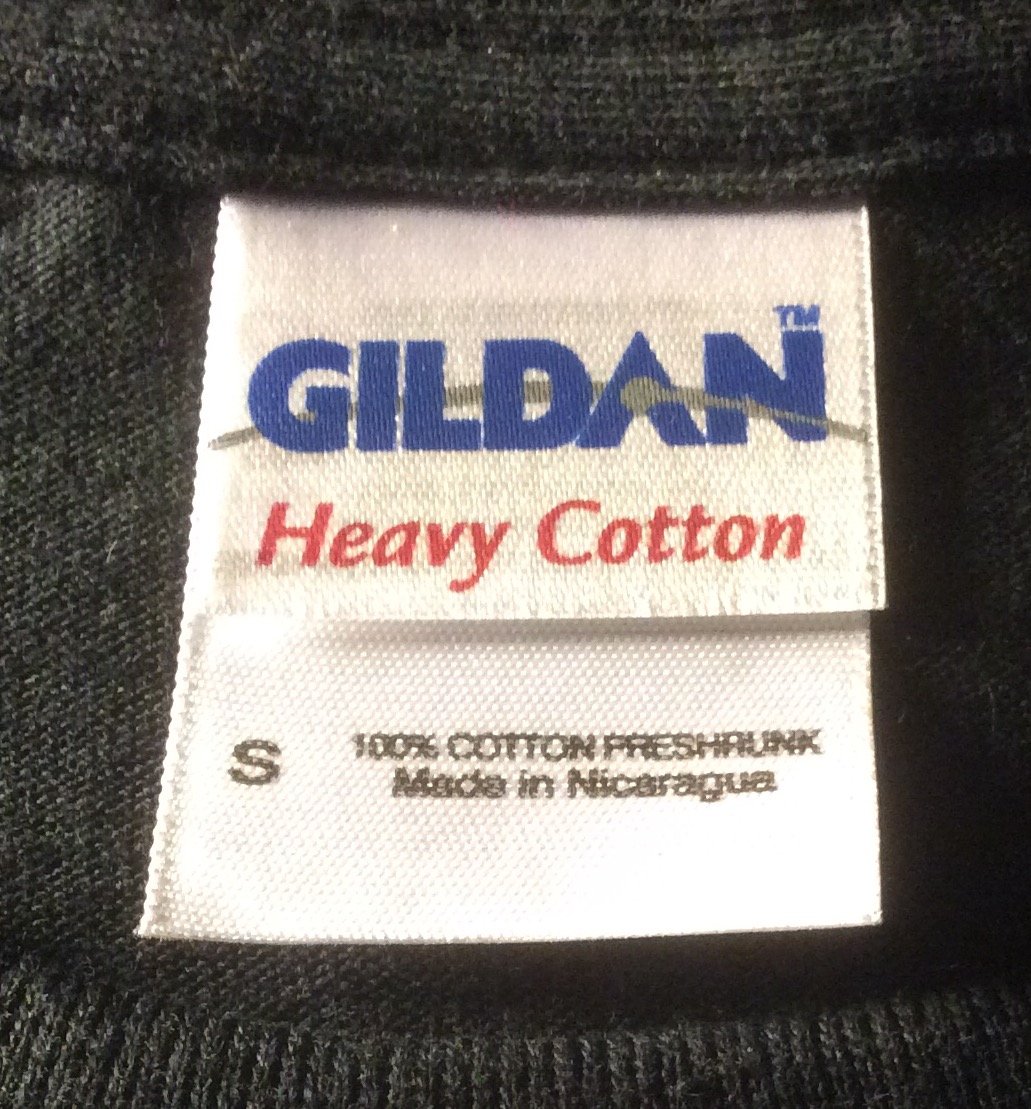 GILDAN™
Heavy Cotton
S 100% COTTON PRESHRUNK
Made in Nicaragua